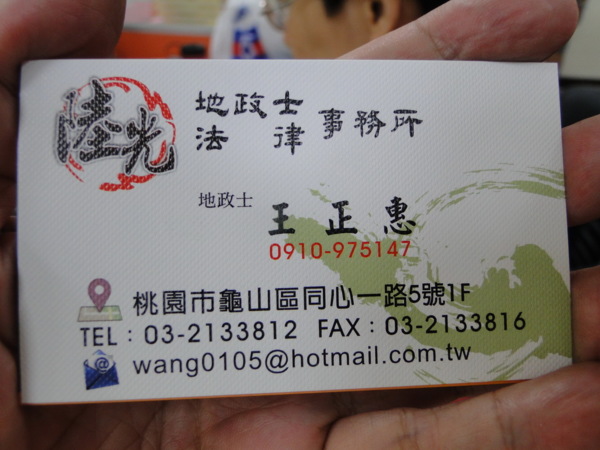 陸光
地政士
法律 事務所
地政士 王正惠
0910-975147
桃園市龜山區同心一路5號1F
TEL：03-2133812 FAX：03-2133816
wang0105@hotmail.com.tw